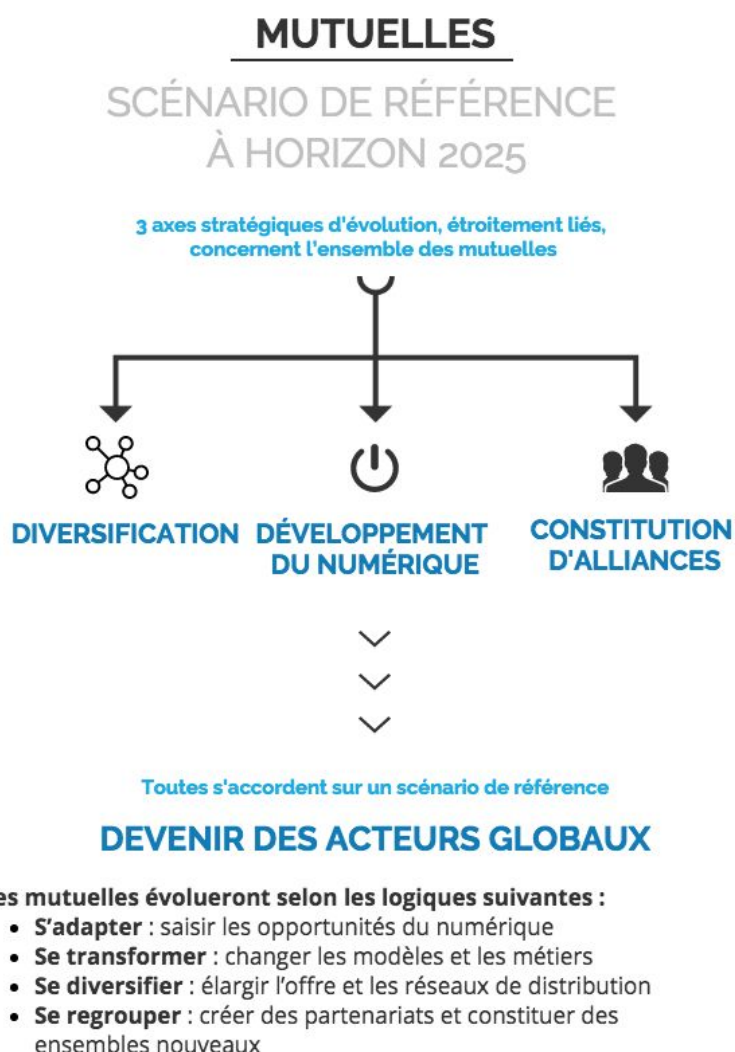 MUTUELLES
SCÉNARIO DE RÉFÉRENCE
À HORIZON 2025
3 axes stratégiques d'évolution, étroitement liés,
concernent l'ensemble des mutuelles
DIVERSIFICATION
DÉVELOPPEMENT
DU NUMÉRIQUE
CONSTITUTION
D'ALLIANCES
Toutes s'accordent sur un scénario de référence
DEVENIR DES ACTEURS GLOBAUX
es mutuelles évolueront selon les logiques suivantes :
• S’adapter : saisir les opportunités du numérique
• Se transformer : changer les modèles et les métiers
• Se diversifier : élargir l’offre et les réseaux de distribution
• Se regrouper : créer des partenariats et constituer des
ensembles nouveaux